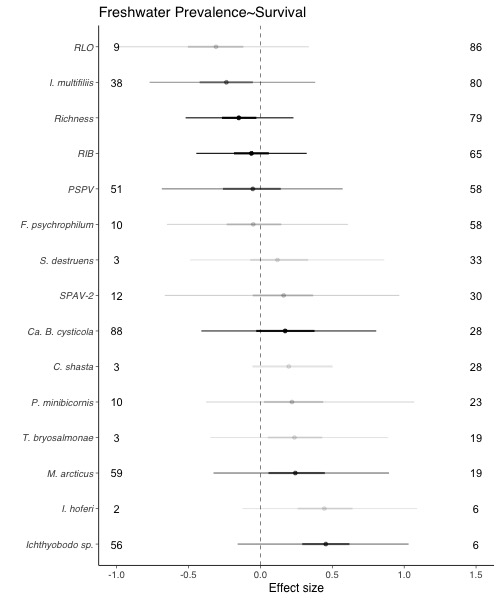 Freshwater Prevalence~Survival
RLO 9 86
I. multifiliis 38 80
Richness 79
RIB 65
PSPV 51 58
F. psychrophilum 10 58
S. destruens 3 33
SPAV-2 12 30
Ca. B. cysticola 88 28
C. shasta 3 28
P. minibicornis 10 23
T. bryosalmonae 3 19
M. arcticus 59 19
I. hoferi 2 6
Ichthyobodo sp. 56 6
-1.0 -0.5 0.0 0.5 1.0 1.5
Effect size